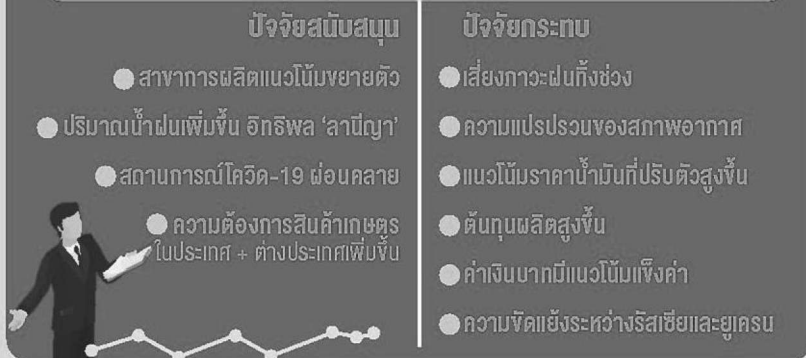 ปัจจัยสนับสนุน
สาขาการผลิตแนวโน้มขยายตัว
ปริมาณน้ำฝนเพิ่มขึ้น อิทธิพล ‘ลานีญา’
สถานการณ์โควิด-19 ผ่อนคลาย
ความต้องการสินค้าเกษตร
ในประเทศ + ต่างประเทศเพิ่มขึ้น
ปัจจัยกระทบ
เสี่ยงภาวะฝนทิ้งช่วง
ความแปรปรวนของสภาพอากาศ
แนวโน้มราคาน้ำมันที่ปรับตัวสูงขึ้น
ต้นทุนผลิตสูงขึ้น
ค่าเงินบาทมีแนวโน้มแข็งค่า
ความขัดแย้งระหว่างรัสเซียและยูเครน